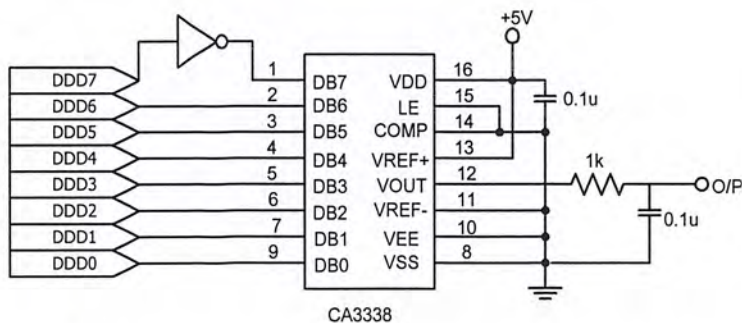 +5V
DDD7
DDD6
DDD5
DDD4
DDD3
DDD2
DDD1
DDD0
1
2
3
4
5
6
7
9
DB7
DB6
DB5
DB4
DB3
DB2
DB1
DB0
VDD
LE
COMP
VREF+
VOUT
VREF-
VEE
VSS
16
15
14
13
12
11
10
8
0.1u
1k
O/P
0.1u
CA3338